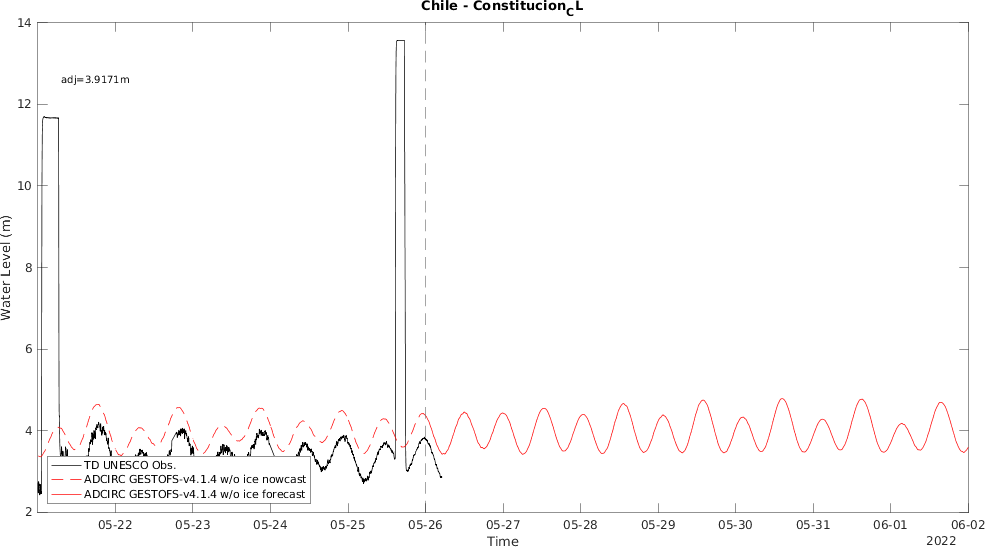 Chile - Constitucion_CL
14
adj=3.9171m
12
10
8
6
4
2
Water Level (m)
TD UNESCO Obs.
ADCIRC GESTOFS-v4.1.4 w/o ice nowcast
ADCIRC GESTOFS-v4.1.4 w/o ice forecast
05-22 05-23 05-24 05-25 05-26 05-27 05-28 05-29 05-30 05-31 06-01 06-02
Time
2022